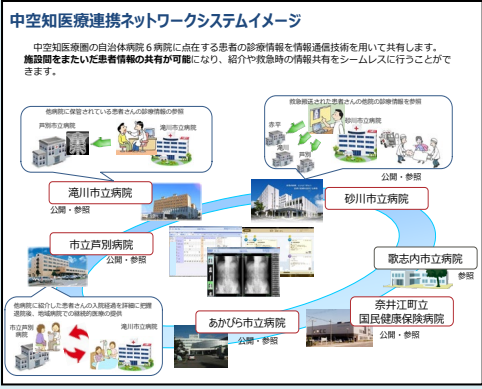 中空知医療連携ネットワークシステムイメージ
中空知医療圏の自治体病院６病院に点在する患者の診療情報を情報通信技術を用いて共有します。
施設間をまたいだ患者情報の共有が可能になり、紹介や救急時の情報共有をシームレスに行うことがで
きます。
他病院に保管されている患者さんの診療情報の参照
芦別市立病院
滝川市立病院
救急搬送された患者さんの他院の診療情報を参照
赤平
砂川市立病院
滝川
芦別
滝川市立病院
公開・参照
砂川市立病院
公開・参照
市立芦別病院
公開・参照
歌志内市立病院
参照
他病院に紹介した患者さんの入院経過を詳細に把握
退院後、地域病院での継続的医療の提供
市立芦別
病院
滝川市立病院
あかびら市立病院
公開・参照
奈井江町立
国民健康保険病院
公開・参照